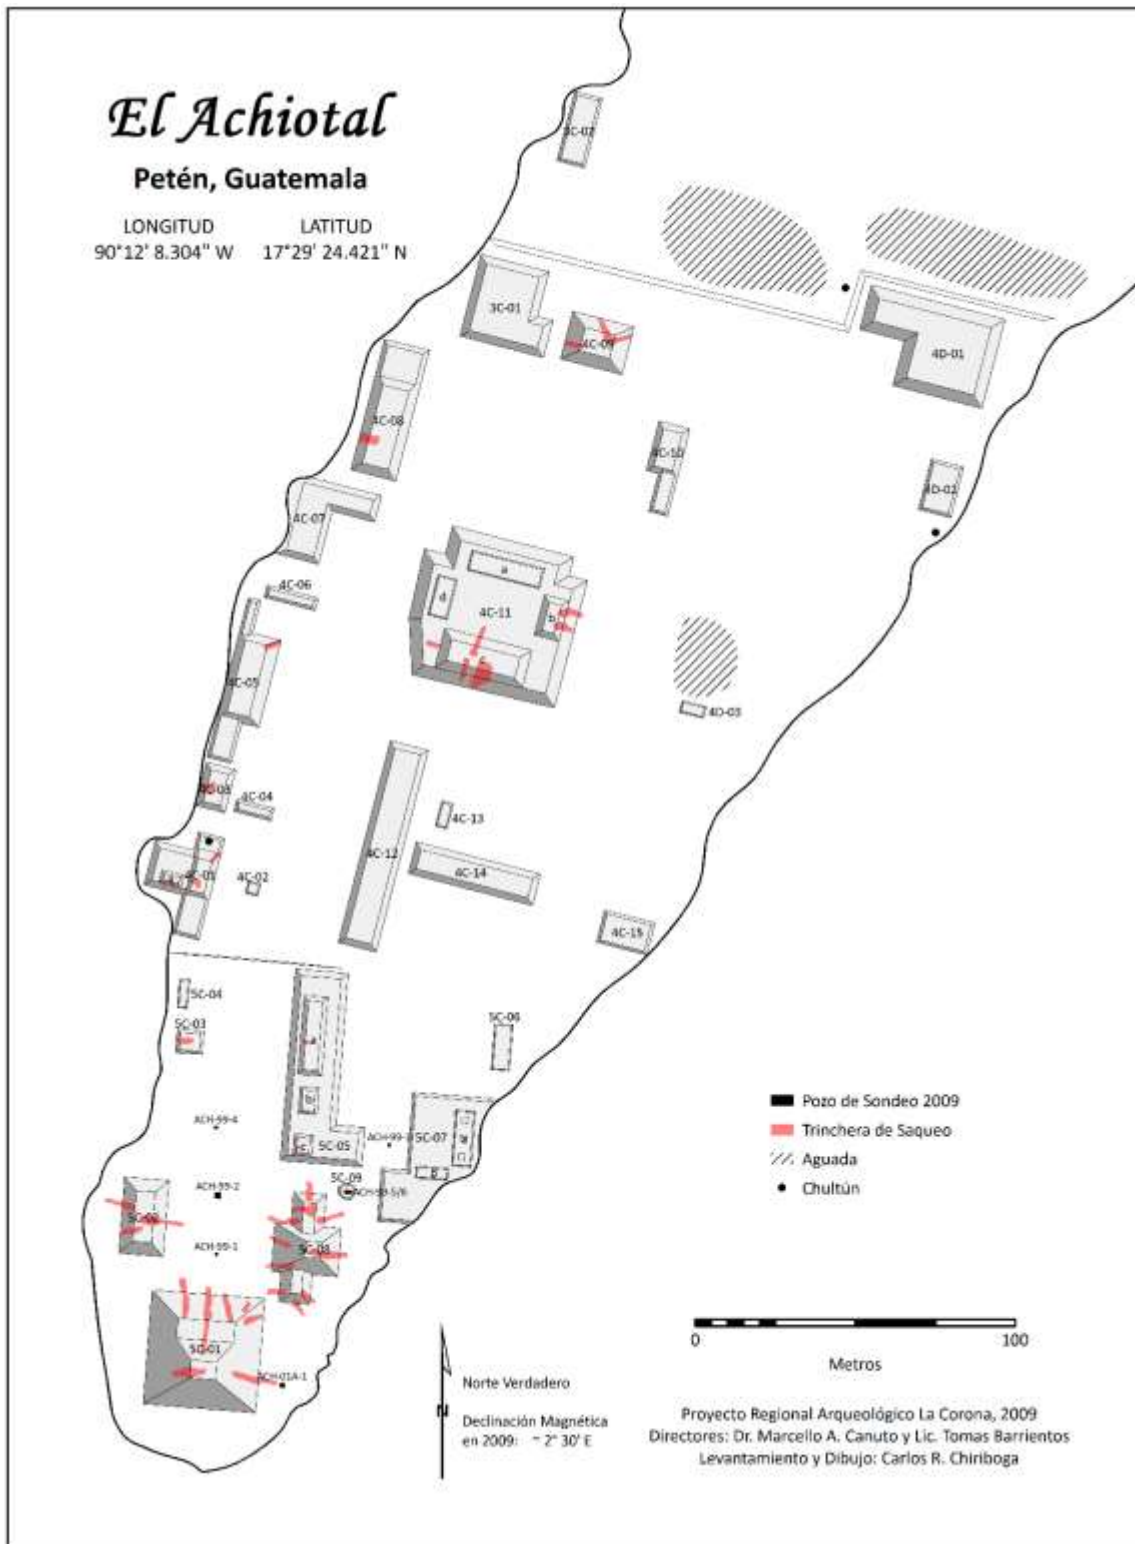 El Achiotal
Petén, Guatemala
LONGITUD LATITUD
90°12' 8.304" W 17°29' 24.421" N
3C-02
3C-01
4C-09
4D-01
4C-10
4D-02
4C-07
4C-06
a
d
4C-11
b
4C-05
4D-03
4C-03
4C-04
4C-13
4C-12
4C-14
4C-01
4C-02
4C-15
5C-04
5C-03
5C-06
a
b
ACH-99-4
c
5C-05
5C-07
a
b
5C-09
ACH-99-2
ACH-99-1
5C-01
ACH-01A-1
Pozo de Sondeo 2009
Trinchera de Saqueo
Aguada
Chultún
0 100
Metros
N
Norte Verdadero
Declinación Magnética
en 2009: ~ 2° 30' E
Proyecto Regional Arqueológico La Corona, 2009
Directores: Dr. Marcello A. Canuto y Lic. Tomas Barrientos
Levantamiento y Dibujo: Carlos R. Chiriboga